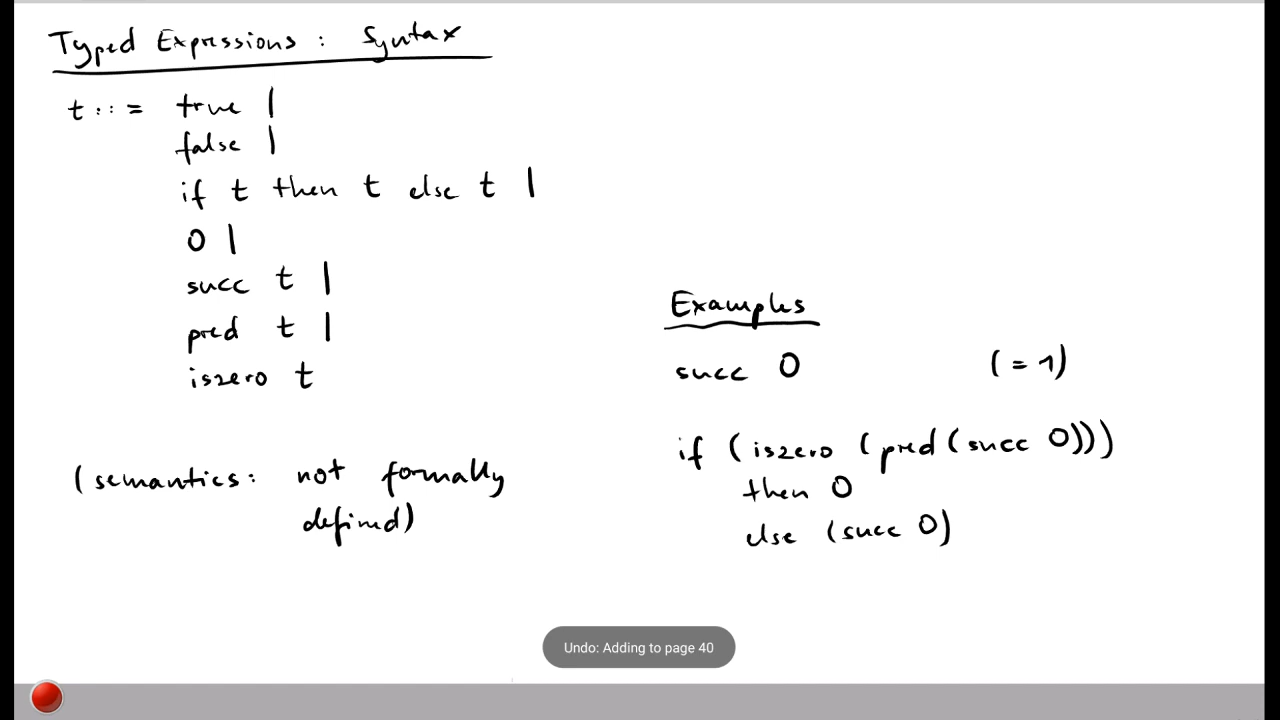 Typed Expressions: Syntax
t ::= true |
false |
if t then t else t |
0 |
succ t |
pred t |
iszero t
(semantics: not formally
defined)
Examples
succ 0 (= 1)
if (iszero (pred (succ 0)))
then 0
else (succ 0)
Undo: Adding to page 40